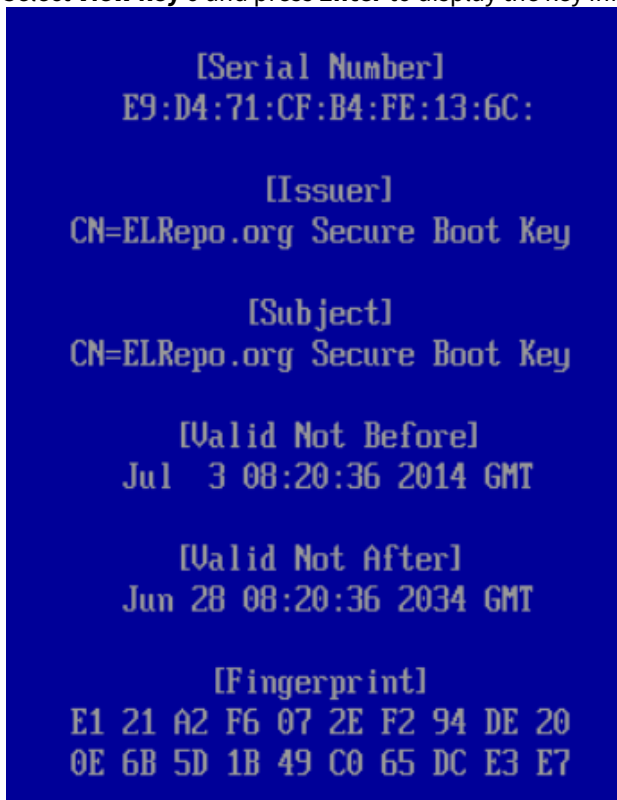 [Serial Number]
E9:D4:71:CF:B4:FE:13:6C:
[Issuer]
CN=ELRepo.org Secure Boot Key
[Subject]
CN=ELRepo.org Secure Boot Key
[Valid Not Before]
Jul  3 08:20:36 2014 GMT
[Valid Not After]
Jun 28 08:20:36 2034 GMT
[Fingerprint]
E1 21 A2 F6 07 2E F2 94 DE 20
0E 6B 5D 1B 49 C0 65 DC E3 E7